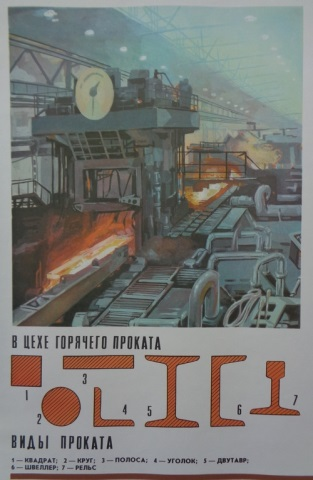 В ЦЕХЕ ГОРЯЧЕГО ПРОКАТА
1
2
3
4
5
6
7
ВИДЫ ПРОКАТА
1 — КВАДРАТ; 2 — КРУГ; 3 — ПОЛОСА; 4 — УГОЛОК; 5 — ДВУТАВР;
6 — ШВЕЛЛЕР; 7 — РЕЛЬС